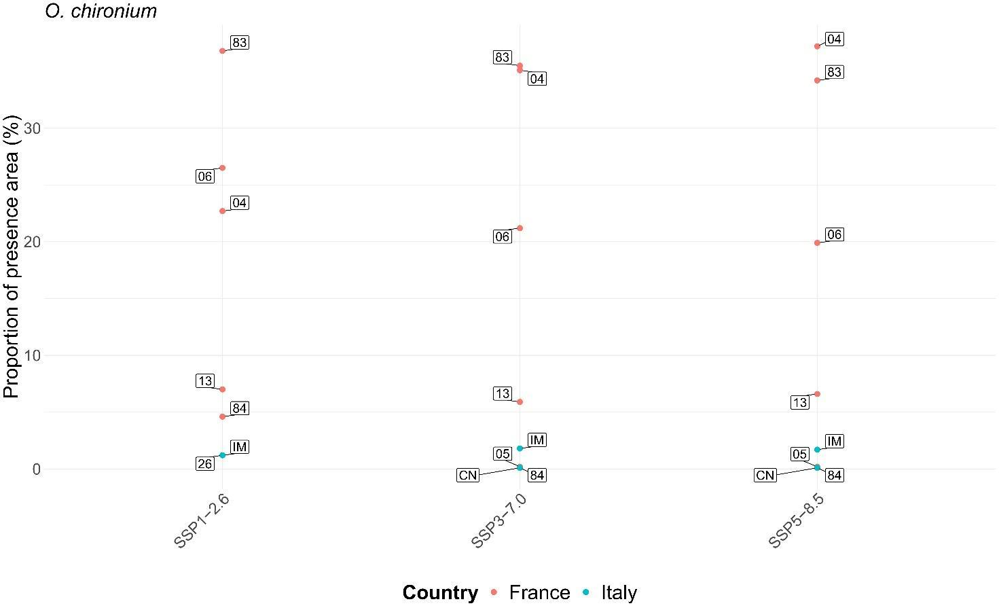 O. chironium
Proportion of presence area (%)
30
20
10
0
83
06
04
13
84
IM
26
83
04
06
13
IM
05
CN
84
04
83
06
13
IM
05
CN
84
SSP1−2.6
SSP3−7.0
SSP5−8.5
Country France Italy